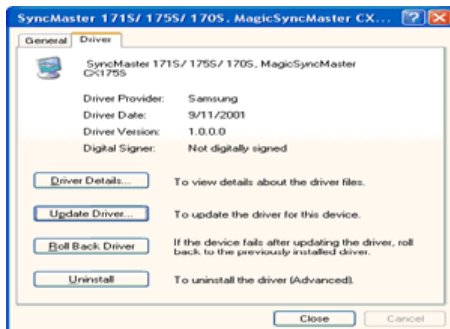 SyncMaster 171S/ 175S/ 170S, MagicSyncMaster CX...
General
Driver
SyncMaster 171S/ 175S/ 170S, MagicSyncMaster
CX175S
Driver Provider: Samsung
Driver Date: 9/11/2001
Driver Version: 1.0.0.0
Digital Signer: Not digitally signed
Driver Details... To view details about the driver files.
Update Driver... To update the driver for this device.
Roll Back Driver If the device fails after updating the driver, roll
back to the previously installed driver.
Uninstall To uninstall the driver (Advanced).
Close Cancel